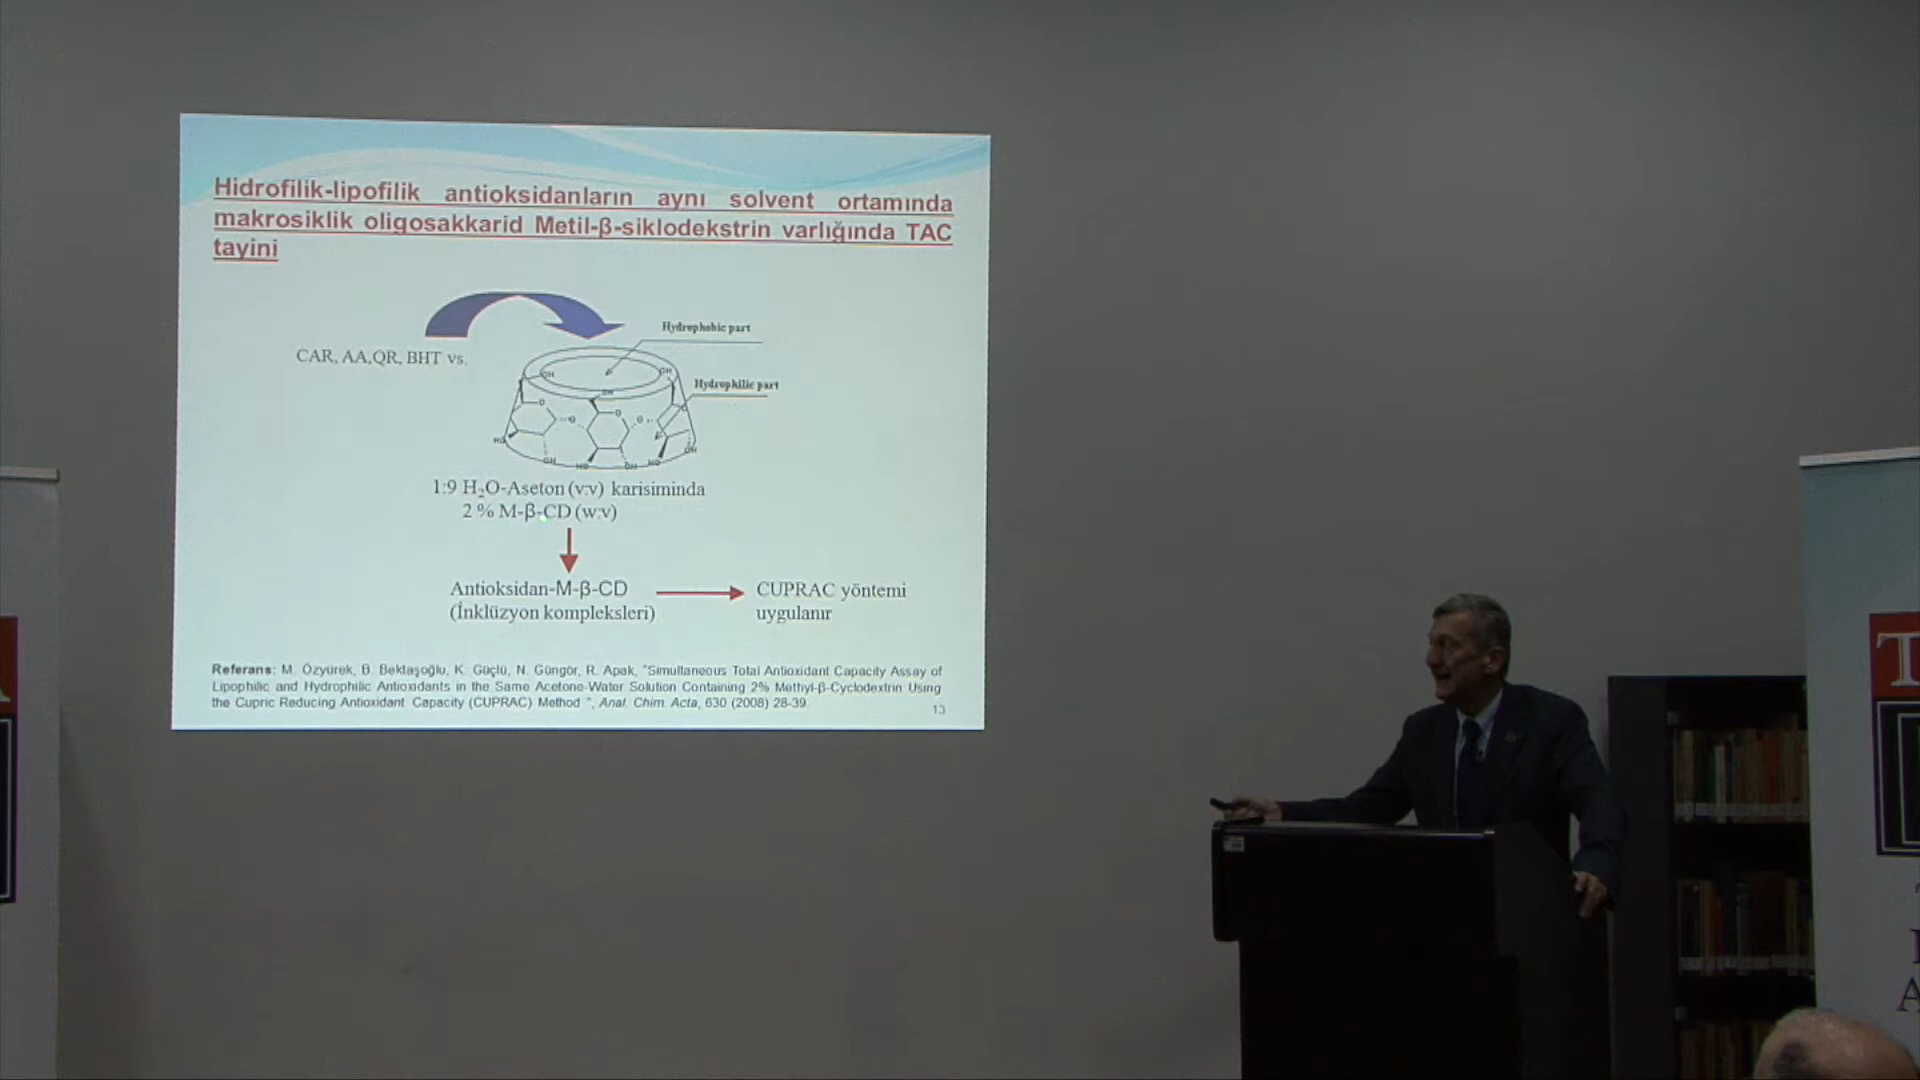 Hidrofilik-lipofilik antioksidanların aynı solvent ortamında
makrosiklik oligosakkarid Metil-β-siklodekstrin varlığında TAC
tayini
Hydrophobic part
CAR, AA,QR, BHT vs.
Hydrophilic part
1:9 H₂O-Aseton (v:v) karisiminda
2 % M-β-CD (w:v)
Antioksidan-M-β-CD
(İnklüzyon kompleksleri)
CUPRAC yöntemi
uygulanır
Referans: M. Özyürek, B. Bektaşoğlu, K. Güçlü, N. Güngör, R. Apak, "Simultaneous Total Antioxidant Capacity Assay of
Lipophilic and Hydrophilic Antioxidants in the Same Acetone-Water Solution Containing 2% Methyl-β-Cyclodextrin Using
the Cupric Reducing Antioxidant Capacity (CUPRAC) Method ", Anal. Chim. Acta, 630 (2008) 28-39.
13